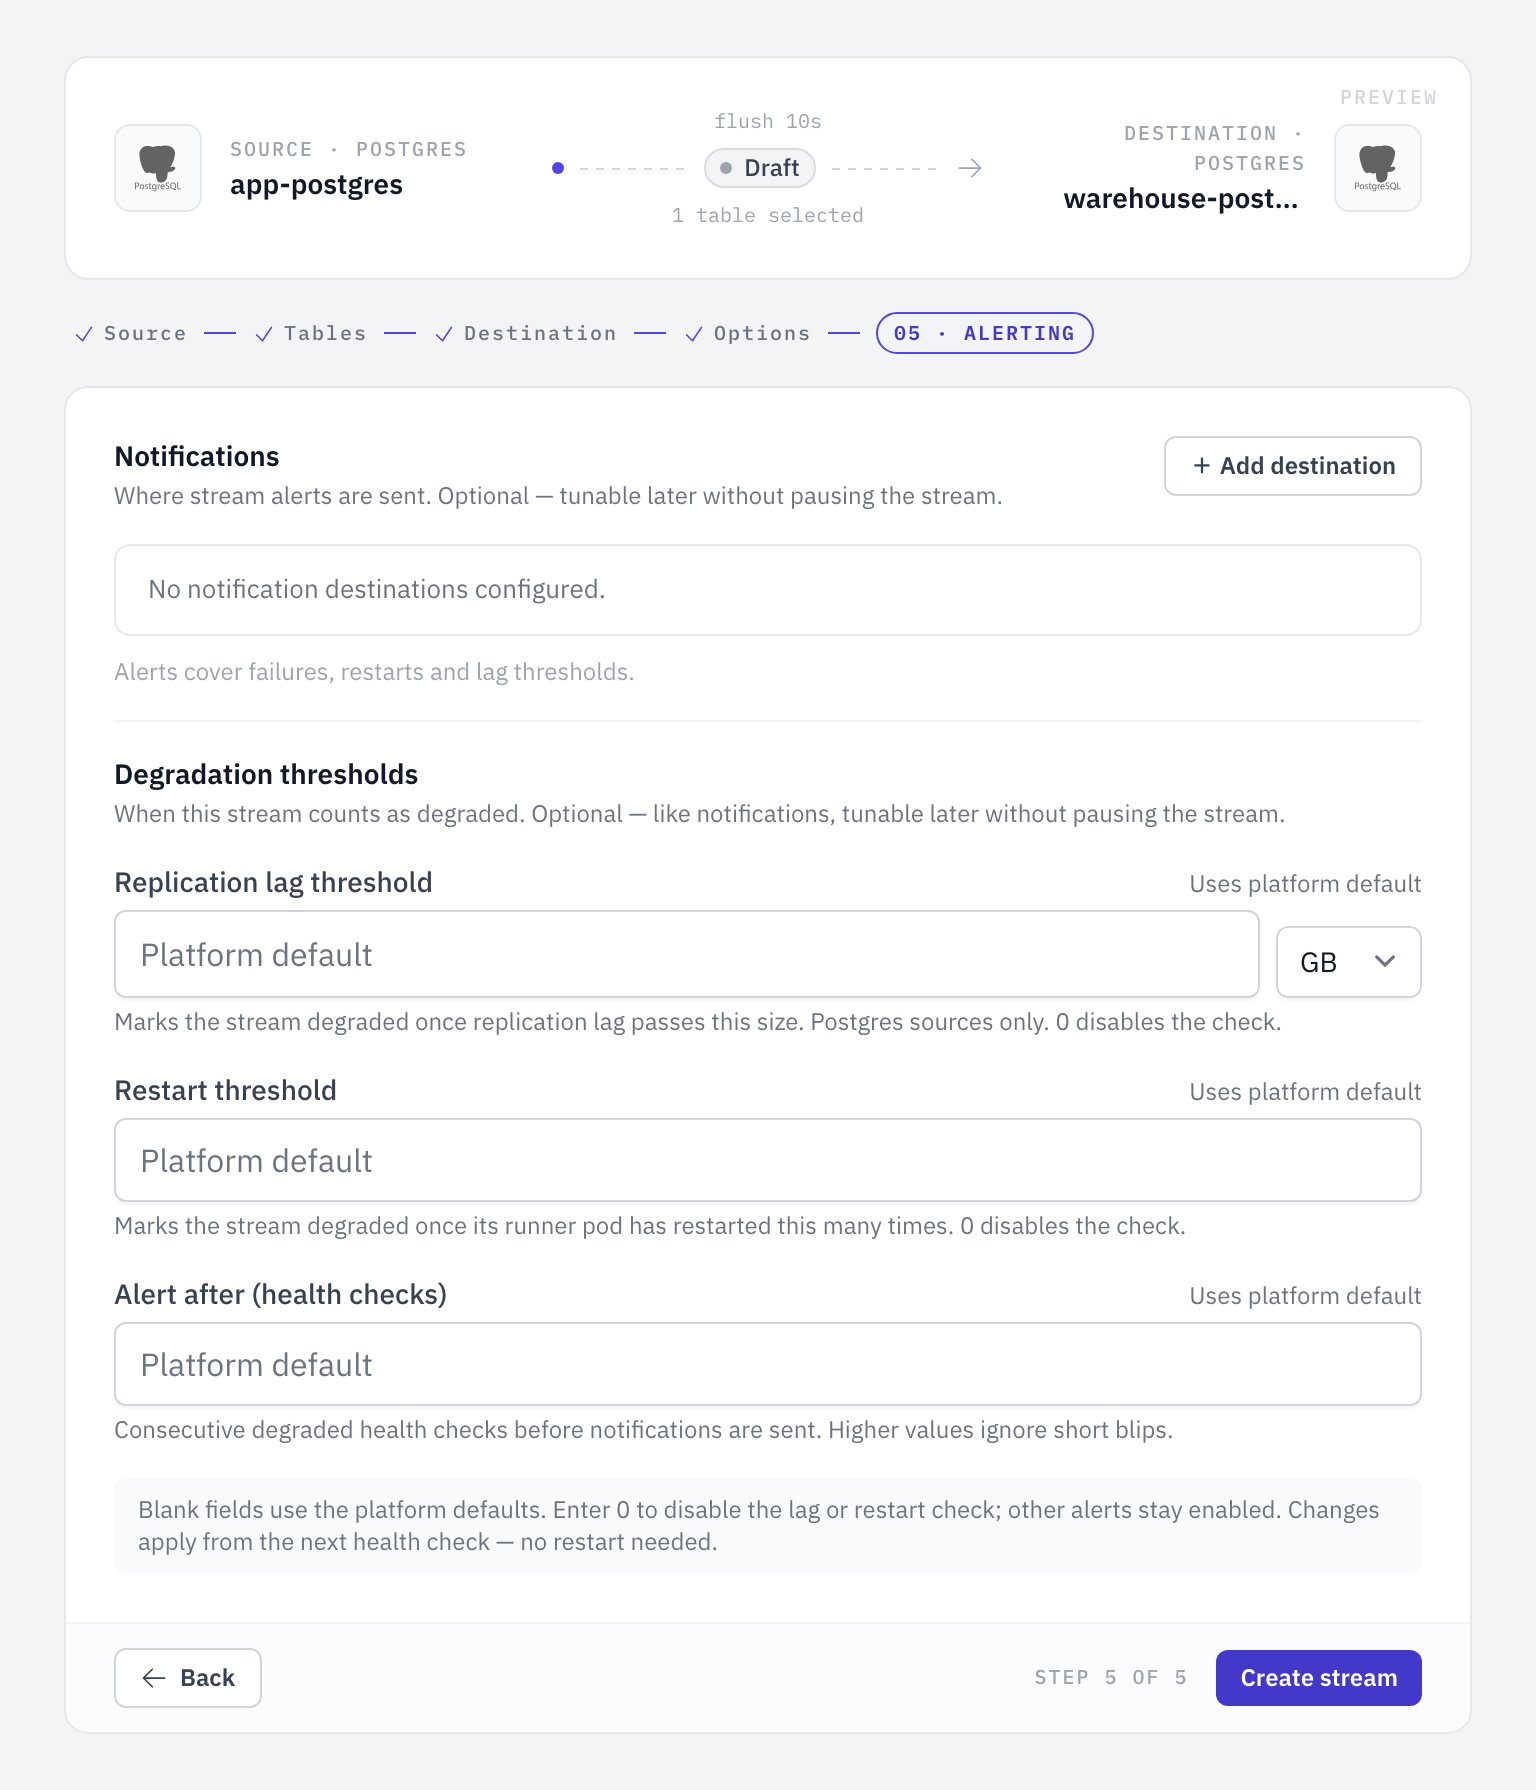 PREVIEW
PostgreSQL
SOURCE · POSTGRES
app-postgres
flush 10s
Draft
1 table selected
DESTINATION ·
POSTGRES
warehouse-post...
PostgreSQL
Source
Tables
Destination
Options
05 · ALERTING
Notifications
Where stream alerts are sent. Optional — tunable later without pausing the stream.
+ Add destination
No notification destinations configured.
Alerts cover failures, restarts and lag thresholds.
Degradation thresholds
When this stream counts as degraded. Optional — like notifications, tunable later without pausing the stream.
Replication lag threshold
Uses platform default
Platform default
GB
Marks the stream degraded once replication lag passes this size. Postgres sources only. 0 disables the check.
Restart threshold
Uses platform default
Platform default
Marks the stream degraded once its runner pod has restarted this many times. 0 disables the check.
Alert after (health checks)
Uses platform default
Platform default
Consecutive degraded health checks before notifications are sent. Higher values ignore short blips.
Blank fields use the platform defaults. Enter 0 to disable the lag or restart check; other alerts stay enabled. Changes
apply from the next health check — no restart needed.
Back
STEP 5 OF 5
Create stream